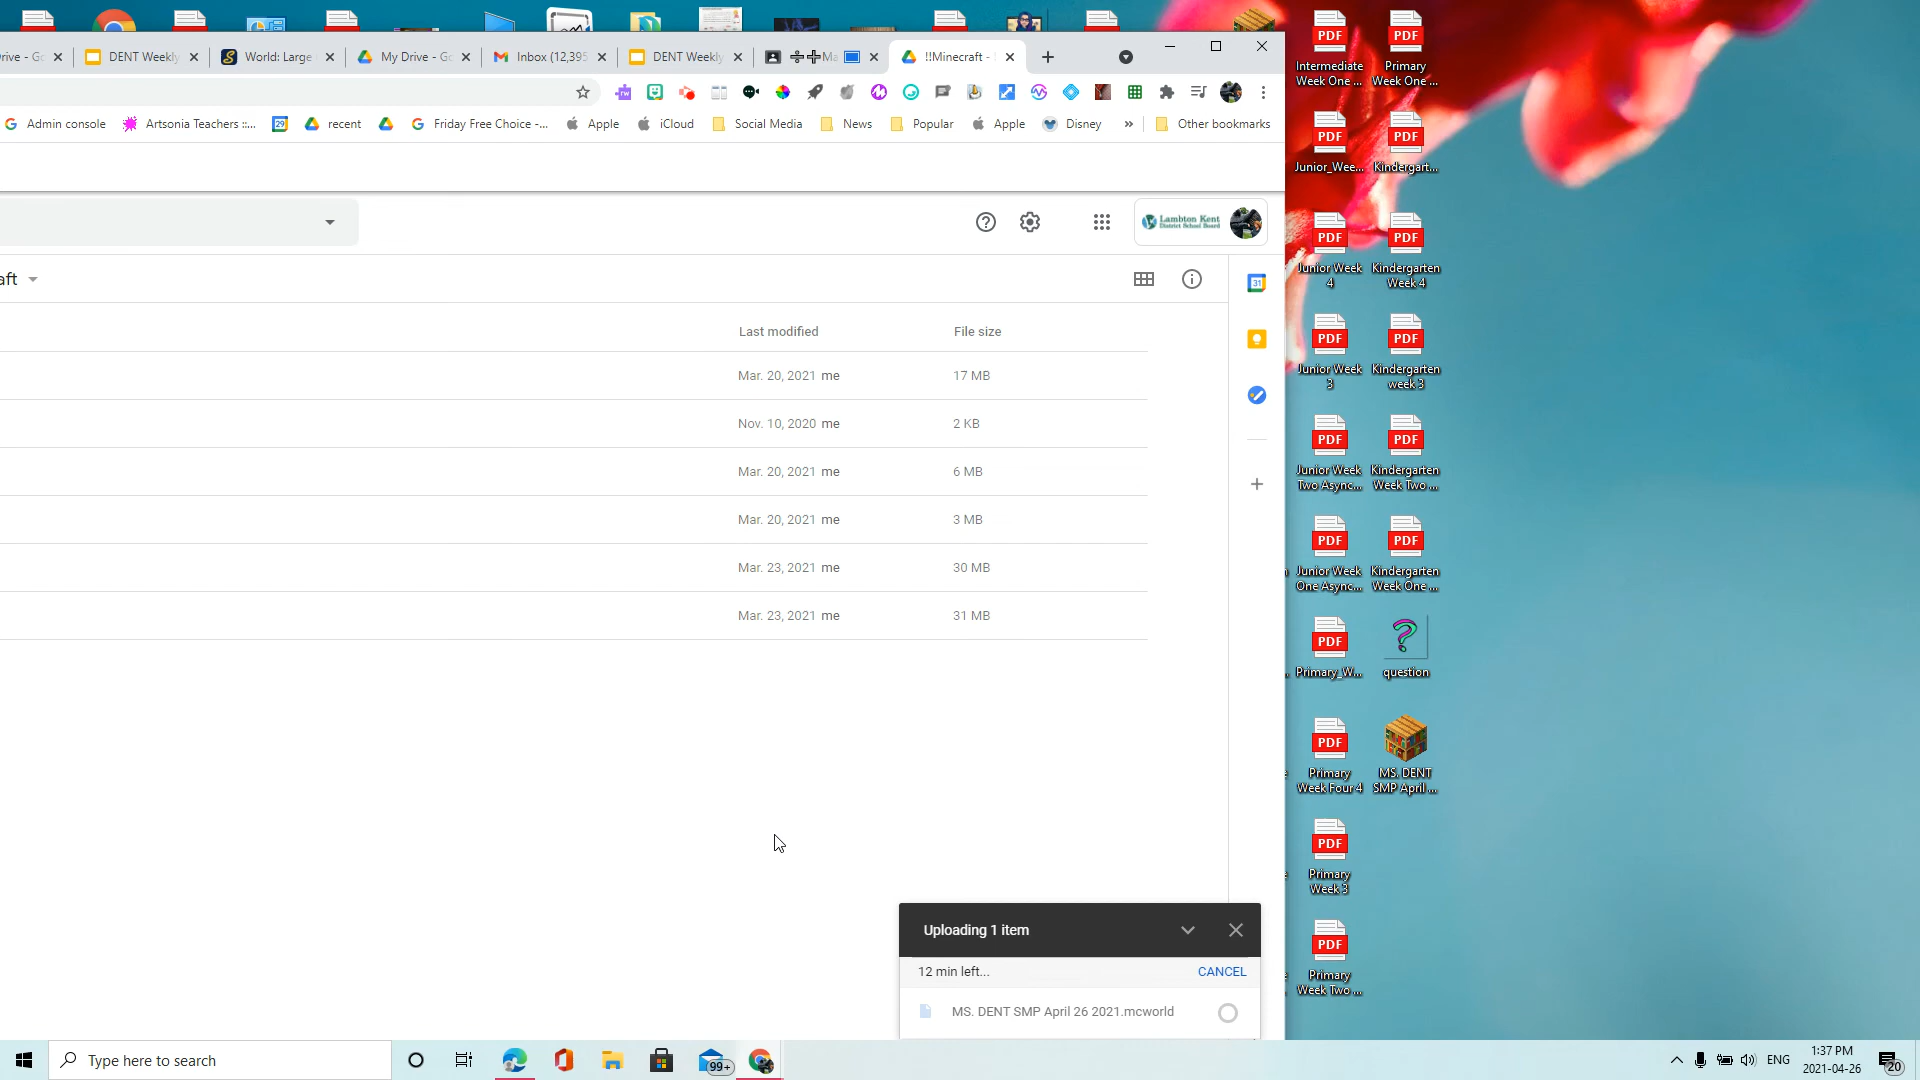 rive - Go
DENT Weekly
World: Large
My Drive - Go
Inbox (12,395
DENT Weekly
Ma
!!Minecraft -
Admin console
Artsonia Teachers ::...
29
recent
Friday Free Choice -...
Apple
iCloud
Social Media
News
Popular
Apple
Disney
»
Other bookmarks
Lambton Kent
District School Board
aft
31
Last modified
File size
Mar. 20, 2021 me
17 MB
Nov. 10, 2020 me
2 KB
Mar. 20, 2021 me
6 MB
Mar. 20, 2021 me
3 MB
Mar. 23, 2021 me
30 MB
Mar. 23, 2021 me
31 MB
Uploading 1 item
12 min left...
CANCEL
MS. DENT SMP April 26 2021.mcworld
PDF
Intermediate
Week One ...
PDF
Primary
Week One ...
PDF
Junior_Wee...
PDF
Kindergart...
PDF
Junior Week
4
PDF
Kindergarten
Week 4
PDF
Junior Week
3
PDF
Kindergarten
week 3
PDF
Junior Week
Two Async...
PDF
Kindergarten
Week Two ...
PDF
Junior Week
One Async...
PDF
Kindergarten
Week One ...
PDF
Primary_W...
?
question
PDF
Primary
Week Four 4
MS. DENT
SMP April ...
PDF
Primary
Week 3
PDF
Primary
Week Two ...
Type here to search
99+
ENG
1:37 PM
2021-04-26
20